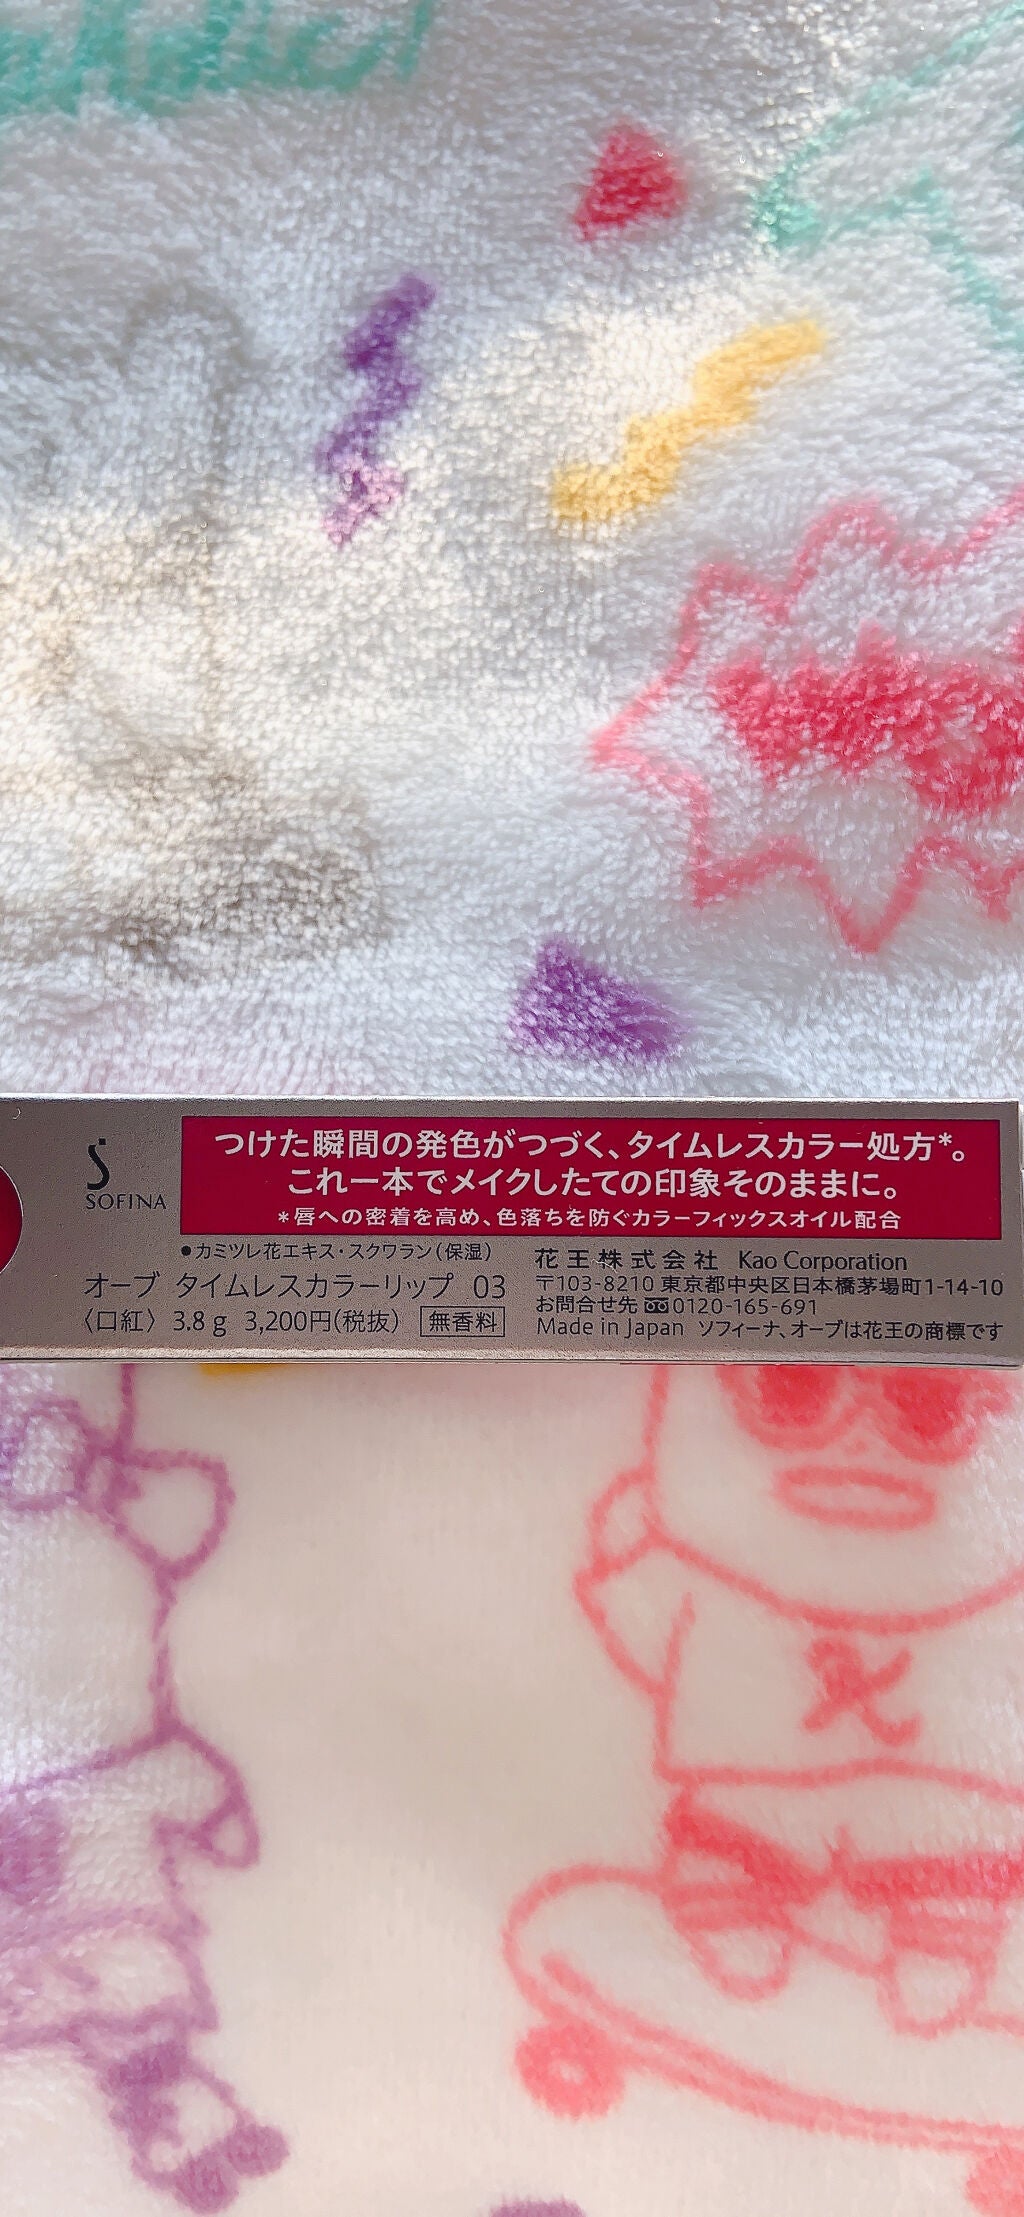 S
SOFINA
つけた瞬間の発色がつづく、タイムレスカラー処方*。
これ一本でメイクしたての印象そのままに。
*唇への密着を高め、色落ちを防ぐカラーフィックスオイル配合
●カミツレ花エキス・スクワラン(保湿)
オーブ タイムレスカラーリップ 03
〈口紅〉 3.8g 3,200円(税抜) 無香料
花王株式会社 Kao Corporation
〒103-8210 東京都中央区日本橋茅場町1-14-10
お問合せ先 0120-165-691
Made in Japan ソフィーナ、オーブは花王の商標です